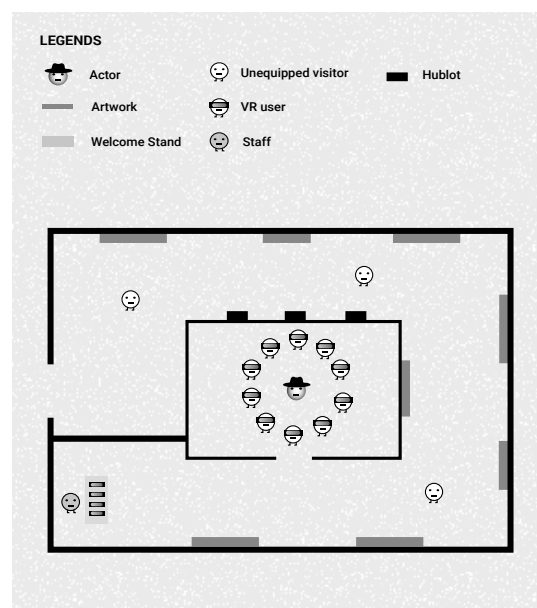 LEGENDS
Actor
Unequipped visitor
Hublot
Artwork
VR user
Welcome Stand
Staff